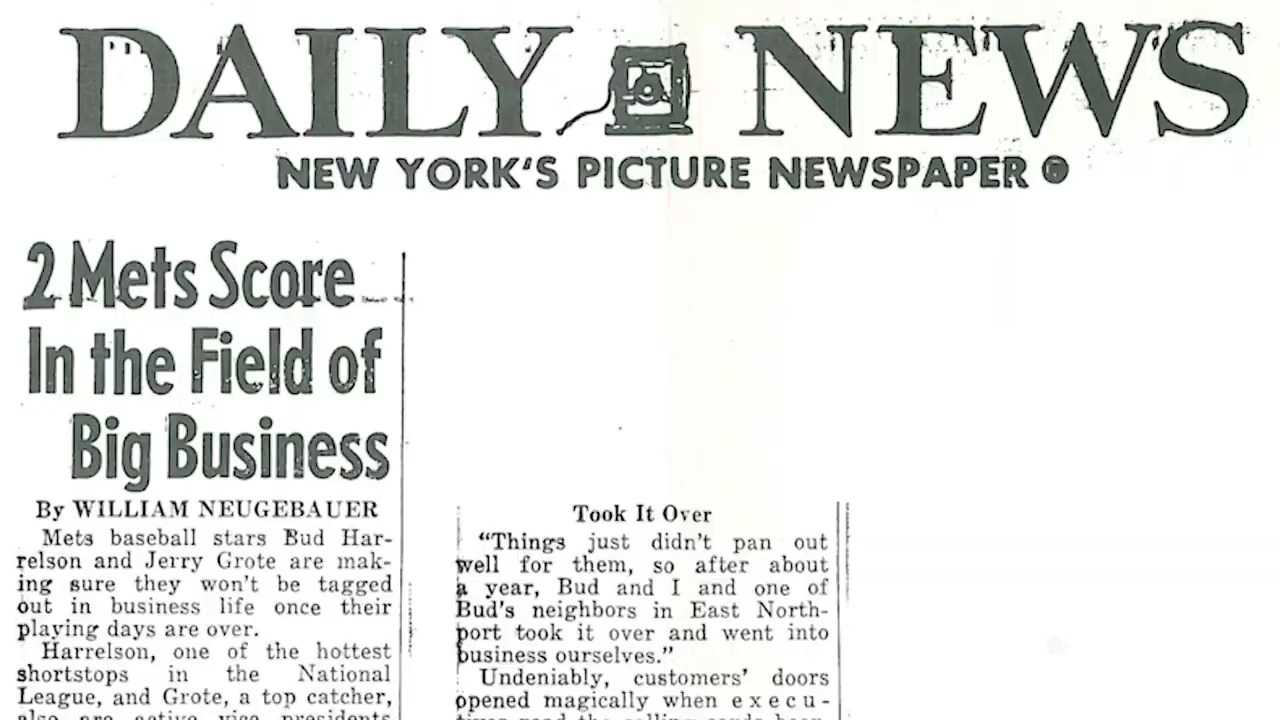 DAILY NEWS
NEW YORK'S PICTURE NEWSPAPER ®
2 Mets Score
In the Field of
Big Business
By WILLIAM NEUGEBAUER
Mets baseball stars Bud Har-
relson and Jerry Grote are mak-
ing sure they won't be tagged
out in business life once their
playing days are over.
Harrelson, one of the hottest
shortstops in the National
League, and Grote, a top catcher,
also are active vice presidents
Took It Over
“Things just didn't pan out
well for them, so after about
a year, Bud and I and one of
Bud's neighbors in East North-
port took it over and went into
business ourselves.”
Undeniably, customers' doors
opened magically when execu-